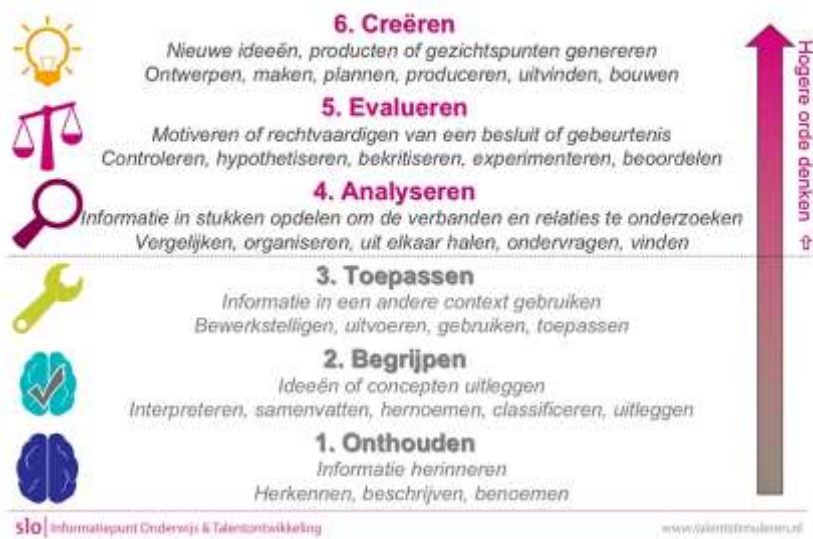 6. Creëren
Nieuwe ideeën, producten of gezichtspunten genereren
Ontwerpen, maken, plannen, produceren, uitvinden, bouwen
5. Evalueren
Motiveren of rechtvaardigen van een besluit of gebeurtenis
Controleren, hypothetiseren, bekritiseren, experimenteren, beoordelen
4. Analyseren
Informatie in stukken opdelen om de verbanden en relaties te onderzoeken
Vergelijken, organiseren, uit elkaar halen, ondervragen, vinden
3. Toepassen
Informatie in een andere context gebruiken
Bewerkstelligen, uitvoeren, gebruiken, toepassen
2. Begrijpen
Ideeën of concepten uitleggen
Interpreteren, samenvatten, hernoemen, classificeren, uitleggen
1. Onthouden
Informatie herinneren
Herkennen, beschrijven, benoemen
Hogere orde denken ⇨
slo | Informatiepunt Onderwijs & Talentontwikkeling
www.talentstimuleren.nl